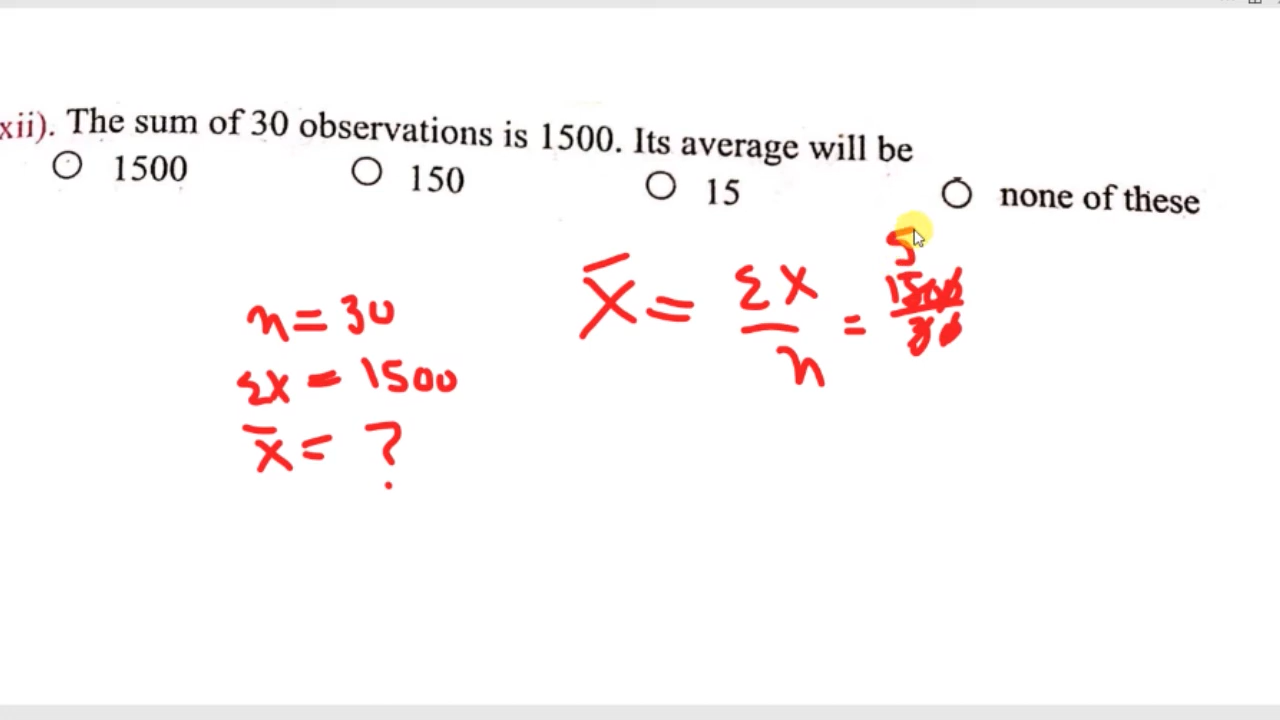 xii). The sum of 30 observations is 1500. Its average will be
1500 150 15 none of these
n = 30
Σx = 1500
x̄ = ?
X̄ = Σx / n = 1500 / 30
5